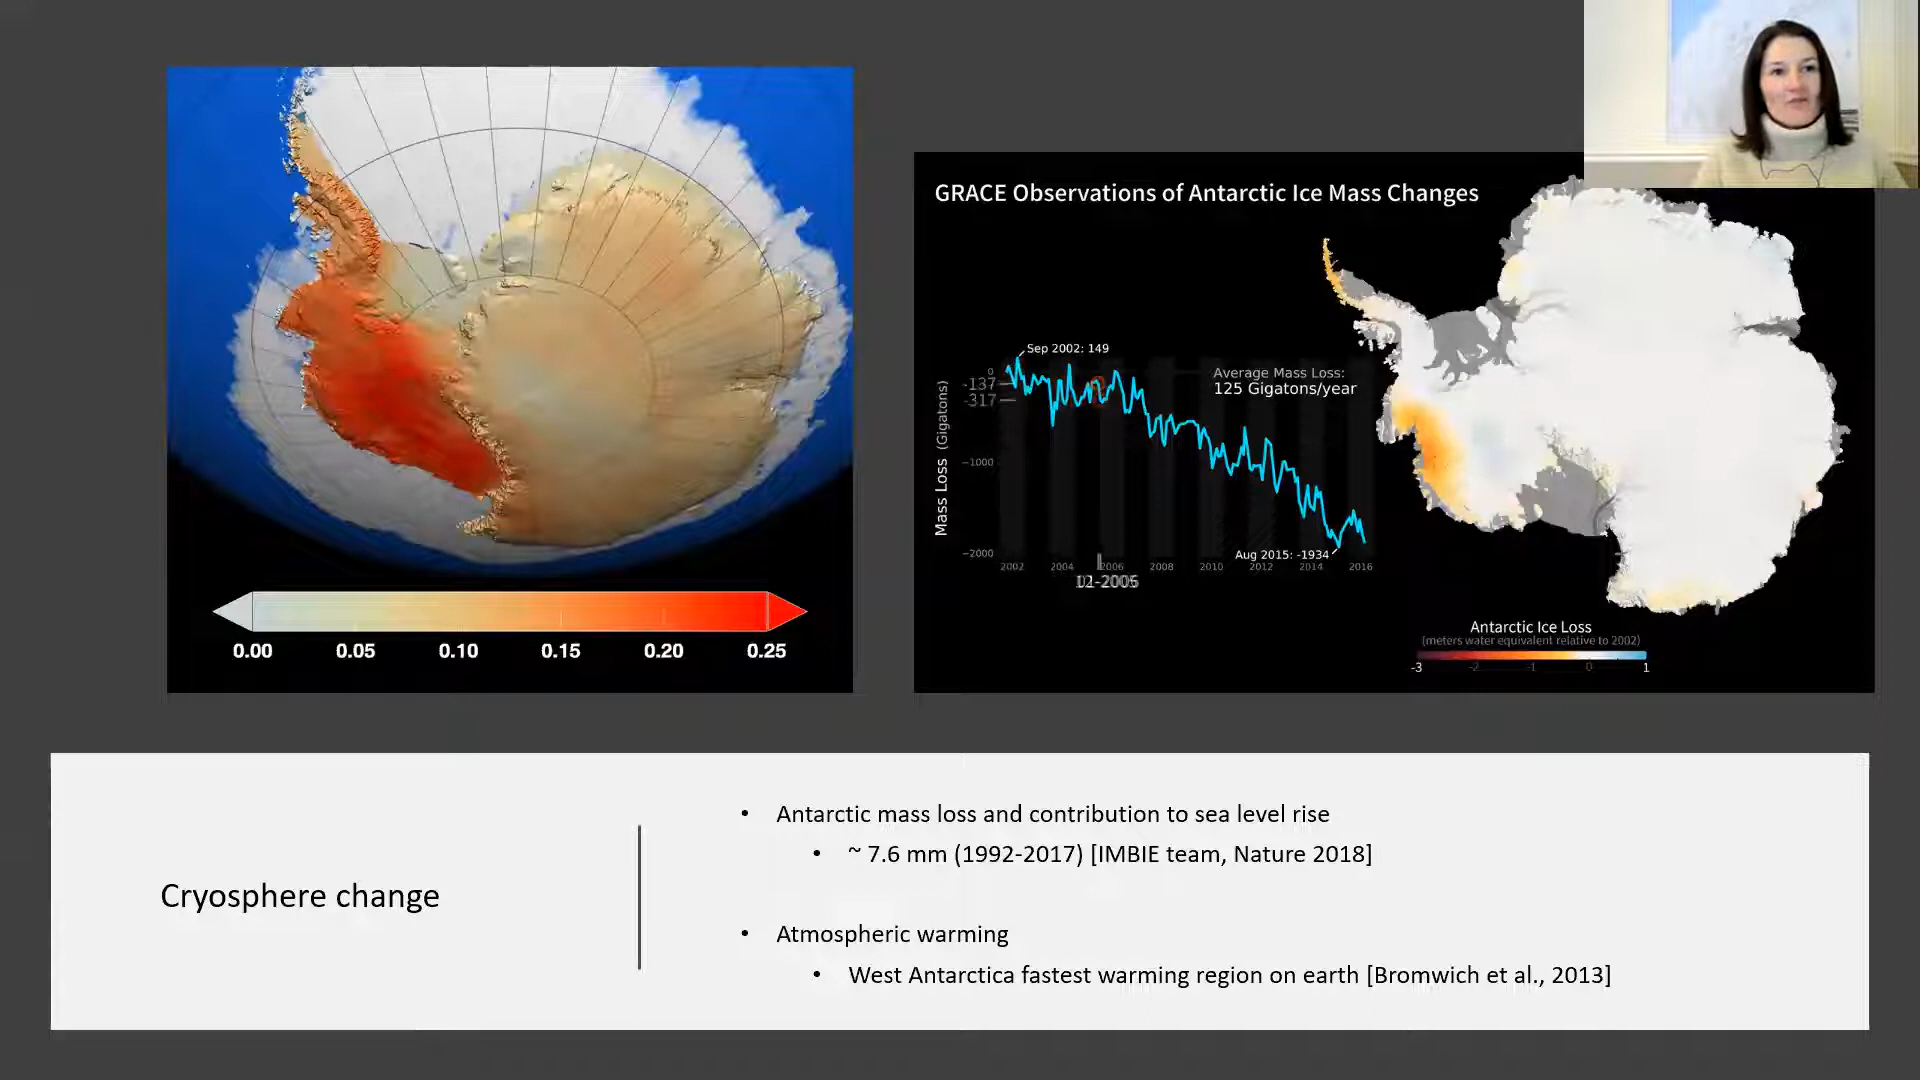 0.00 0.05 0.10 0.15 0.20 0.25
GRACE Observations of Antarctic Ice Mass Changes
Sep 2002: 149
Average Mass Loss:
125 Gigatons/year
Mass Loss (Gigatons)
0
-137
-317
-1000
-2000
Aug 2015: -1934
2002 2004 2006 2008 2010 2012 2014 2016
Antarctic Ice Loss
(meters water equivalent relative to 2002)
-3 -2 -1 0 1
Cryosphere change
• Antarctic mass loss and contribution to sea level rise
• ~ 7.6 mm (1992-2017) [IMBIE team, Nature 2018]
• Atmospheric warming
• West Antarctica fastest warming region on earth [Bromwich et al., 2013]